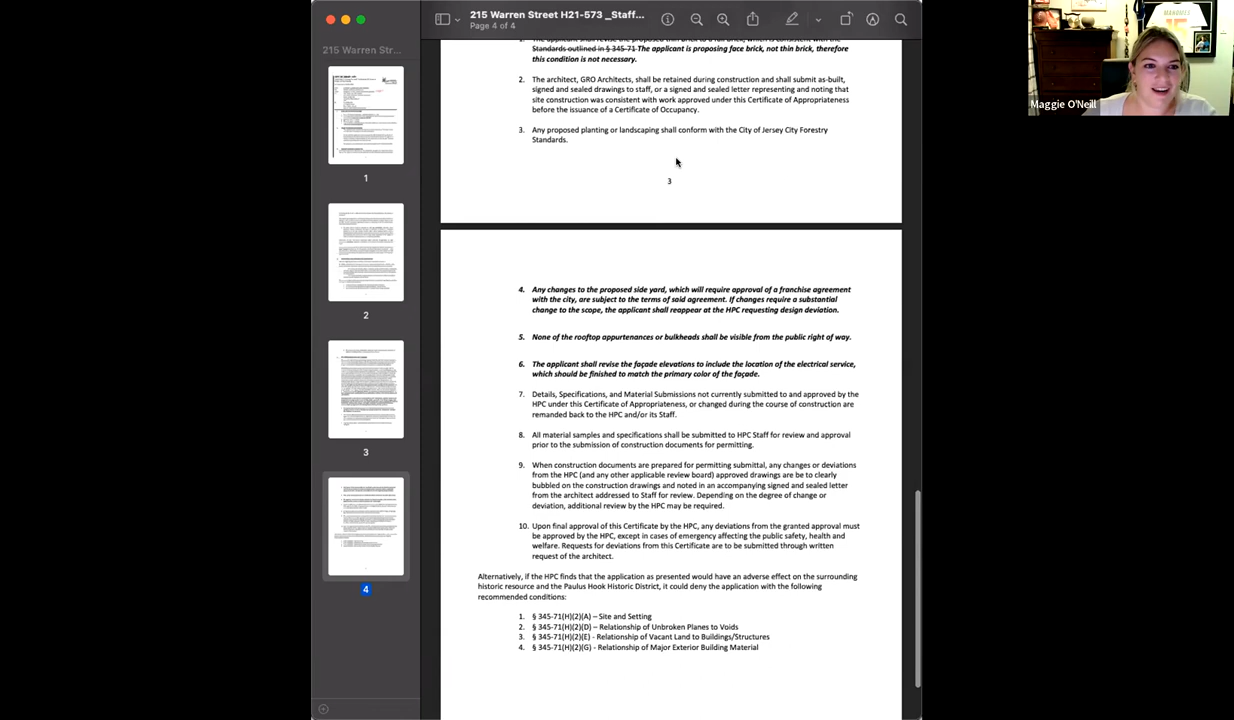 215 Warren Street H21-573 _Staff...
Page 4 of 4
215 Warren Str...
1
2
3
4
Standards outlined in § 345-71 The applicant is proposing face brick, not thin brick, therefore
this condition is not necessary.
2. The architect, GRO Architects, shall be retained during construction and shall submit as-built,
signed and sealed drawings to staff, or a signed and sealed letter representing and noting that
site construction was consistent with work approved under this Certificate of Appropriateness
before the issuance of a Certificate of Occupancy.
3. Any proposed planting or landscaping shall conform with the City of Jersey City Forestry
Standards.
3
4. Any changes to the proposed side yard, which will require approval of a franchise agreement
with the city, are subject to the terms of said agreement. If changes require a substantial
change to the scope, the applicant shall reappear at the HPC requesting design deviation.
5. None of the rooftop appurtenances or bulkheads shall be visible from the public right of way.
6. The applicant shall revise the façade elevations to include the location of the electrical service,
which should be finished to match the primary color of the façade.
7. Details, Specifications, and Material Submissions not currently submitted to and approved by the
HPC under this Certificate of Appropriateness, or changed during the course of construction are
remanded back to the HPC and/or its Staff.
8. All material samples and specifications shall be submitted to HPC Staff for review and approval
prior to the submission of construction documents for permitting.
9. When construction documents are prepared for permitting submittal, any changes or deviations
from the HPC (and any other applicable review board) approved drawings are be to clearly
bubbled on the construction drawings and noted in an accompanying signed and sealed letter
from the architect addressed to Staff for review. Depending on the degree of change or
deviation, additional review by the HPC may be required.
10. Upon final approval of this Certificate by the HPC, any deviations from the granted approval must
be approved by the HPC, except in cases of emergency affecting the public safety, health and
welfare. Requests for deviations from this Certificate are to be submitted through written
request of the architect.
Alternatively, if the HPC finds that the application as presented would have an adverse effect on the surrounding
historic resource and the Paulus Hook Historic District, it could deny the application with the following
recommended conditions:
1. § 345-71(H)(2)(A) – Site and Setting
2. § 345-71(H)(2)(D) – Relationship of Unbroken Planes to Voids
3. § 345-71(H)(2)(E) - Relationship of Vacant Land to Buildings/Structures
4. § 345-71(H)(2)(G) - Relationship of Major Exterior Building Material
Maggie O'Neill